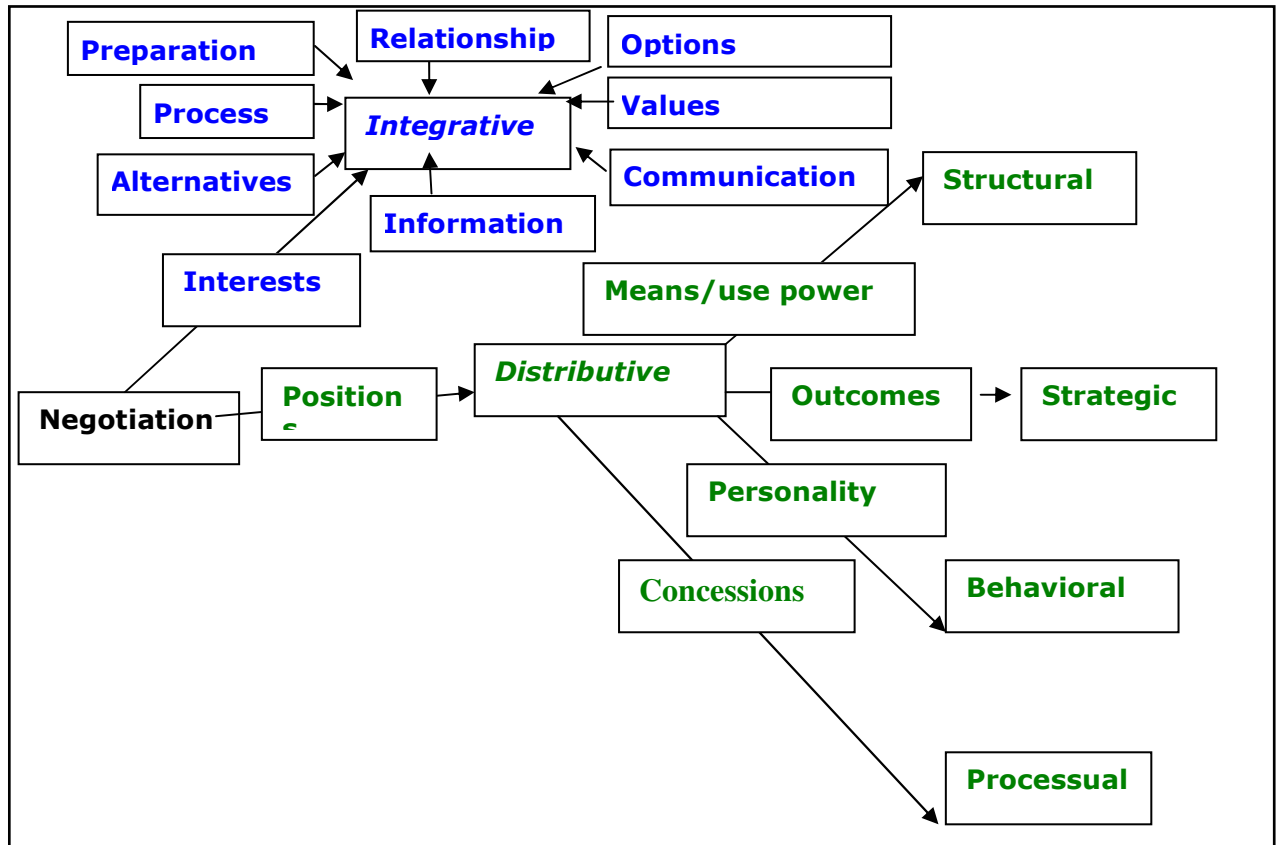 Preparation
Relationship
Options
Process
Integrative
Values
Alternatives
Communication
Structural
Information
Interests
Means/use power
Distributive
Negotiation
Position
s
Outcomes
Strategic
Personality
Concessions
Behavioral
Processual